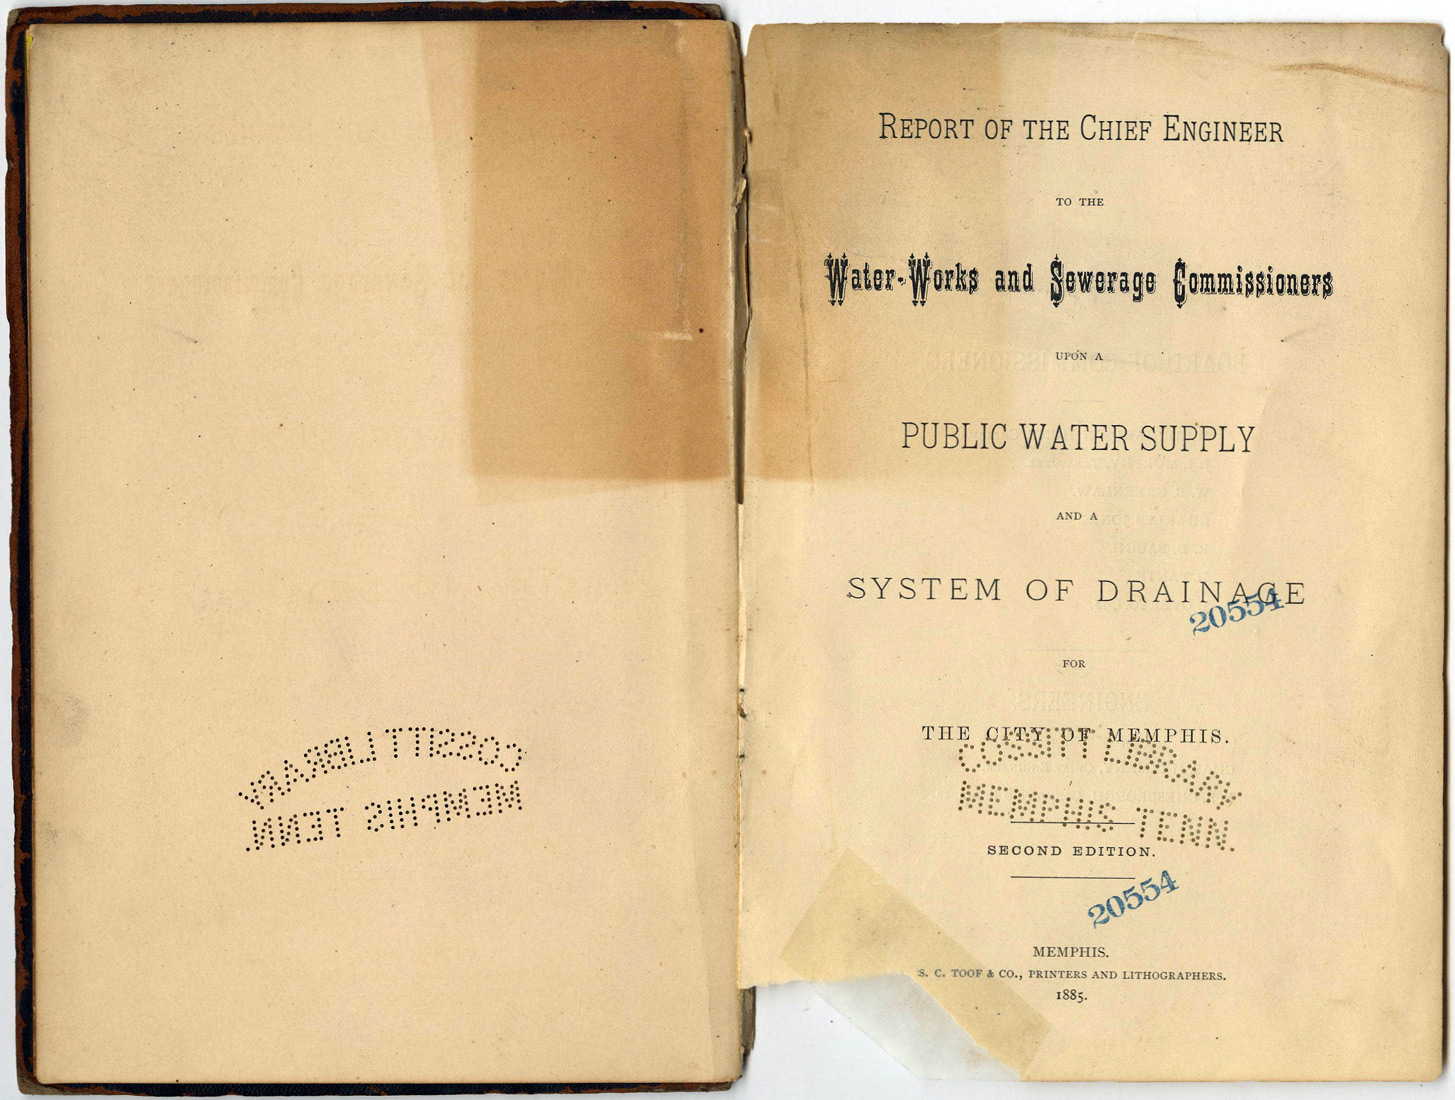 REPORT OF THE CHIEF ENGINEER
TO THE
Water-Works and Sewerage Commissioners
UPON A
PUBLIC WATER SUPPLY
AND A
SYSTEM OF DRAINAGE
20554
FOR
THE CITY OF MEMPHIS.
COSSITT LIBRARY
MEMPHIS TENN.
SECOND EDITION.
20554
MEMPHIS.
S. C. TOOF & CO., PRINTERS AND LITHOGRAPHERS.
1885.
COSSITT LIBRARY
MEMPHIS TENN.